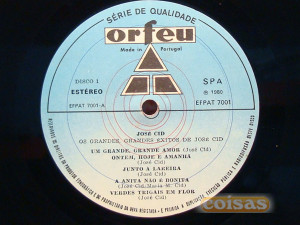 SÉRIE DE QUALIDADE
orfeu
Made in Portugal
DISCO 1
ESTÉREO
EFPAT 7001-A
SPA
℗ 1980
EFPAT 7001
JOSÉ CID
OS GRANDES, GRANDES ÊXITOS DE JOSÉ CID
UM GRANDE, GRANDE AMOR (José Cid)
ONTEM, HOJE E AMANHÃ
(José Cid)
JUNTO À LAREIRA
(José Cid)
A ANITA NÃO É BONITA
(José Cid-Maria M. Cid)
VERDES TRIGAIS EM FLOR
(José Cid)
coisas